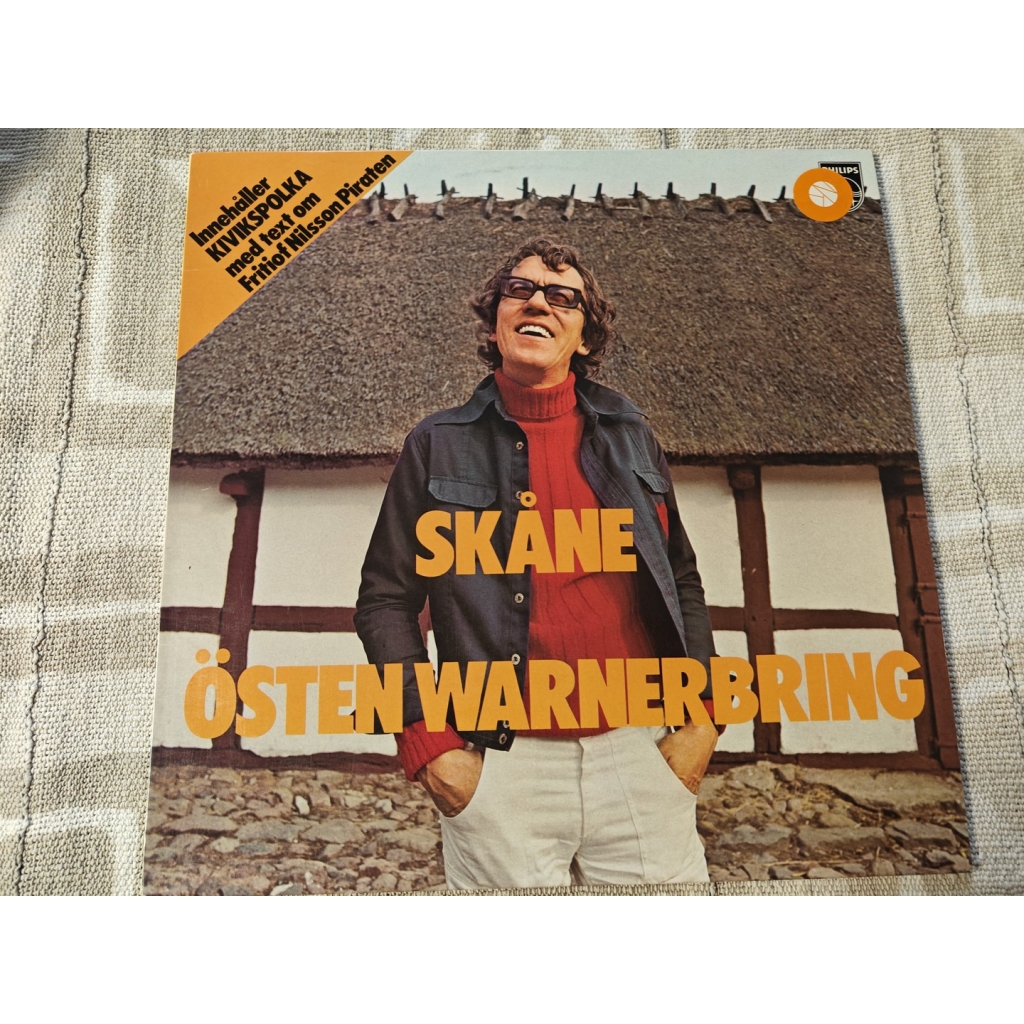 Innehåller
KIVIKSPOLKA
med text om
Fritiof Nilsson Piraten
PHILIPS
SKÅNE
ÖSTEN WARNERBRING